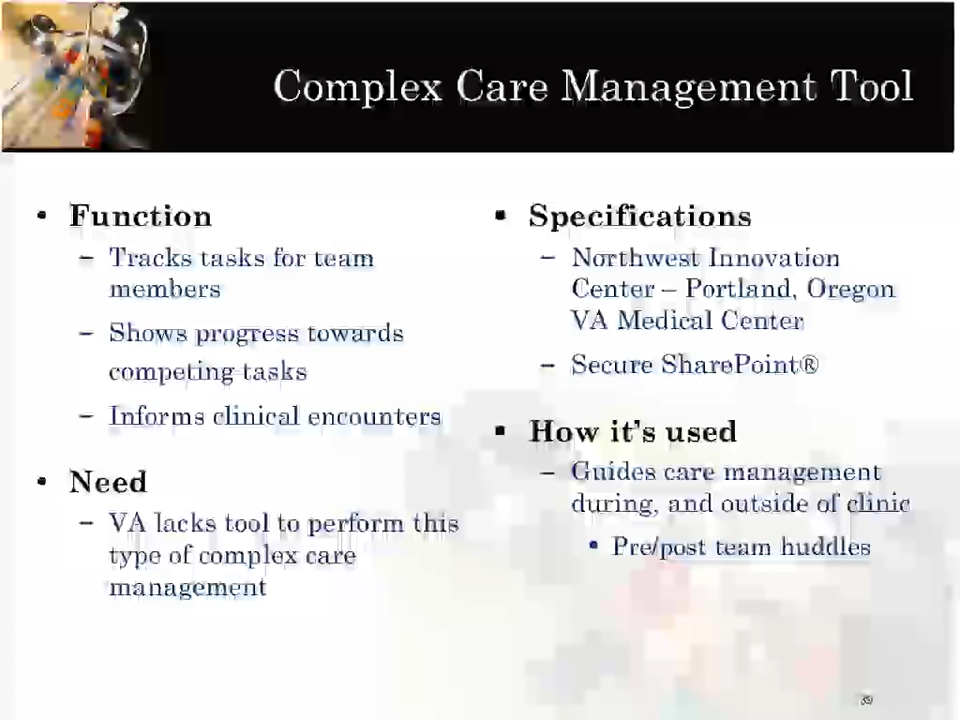 Complex Care Management Tool
• Function
– Tracks tasks for team
members
– Shows progress towards
competing tasks
– Informs clinical encounters
• Need
– VA lacks tool to perform this
type of complex care
management
▪ Specifications
– Northwest Innovation
Center – Portland, Oregon
VA Medical Center
– Secure SharePoint®
▪ How it's used
– Guides care management
during, and outside of clinic
• Pre/post team huddles